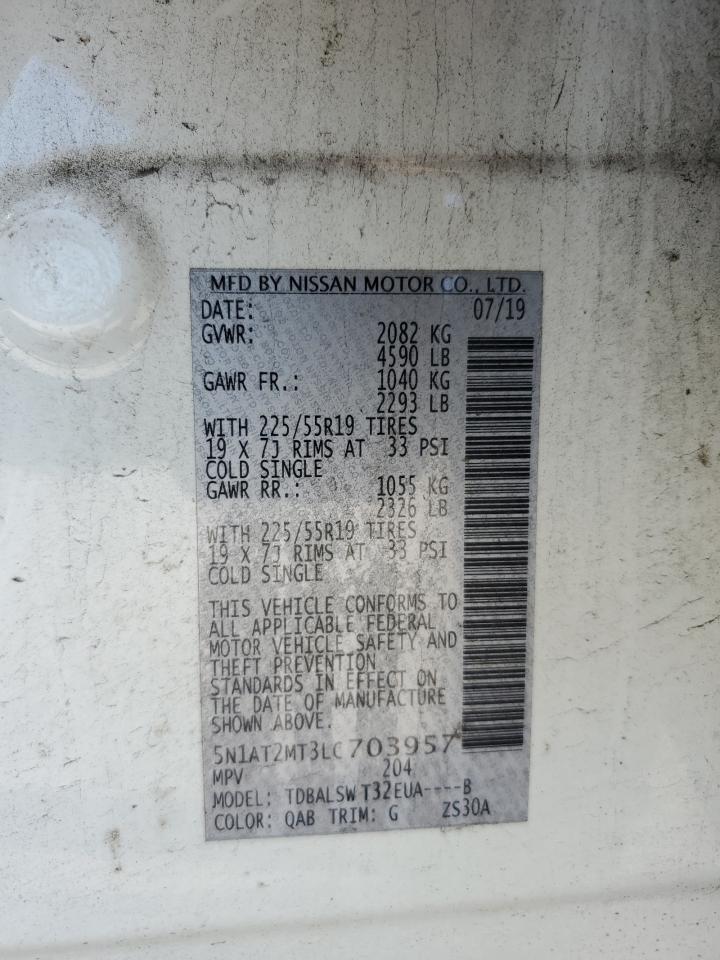 MFD BY NISSAN MOTOR CO., LTD.
DATE: 07/19
GVWR: 2082 KG
4590 LB
GAWR FR.: 1040 KG
2293 LB
WITH 225/55R19 TIRES
19 X 7J RIMS AT 33 PSI
COLD SINGLE
GAWR RR.: 1055 KG
2326 LB
WITH 225/55R19 TIRES
19 X 7J RIMS AT 33 PSI
COLD SINGLE
THIS VEHICLE CONFORMS TO
ALL APPLICABLE FEDERAL
MOTOR VEHICLE SAFETY AND
THEFT PREVENTION
STANDARDS IN EFFECT ON
THE DATE OF MANUFACTURE
SHOWN ABOVE.
5N1AT2MT3LC703957
MPV 204
MODEL: TDBALSW T32EUA----B
COLOR: QAB TRIM: G ZS30A